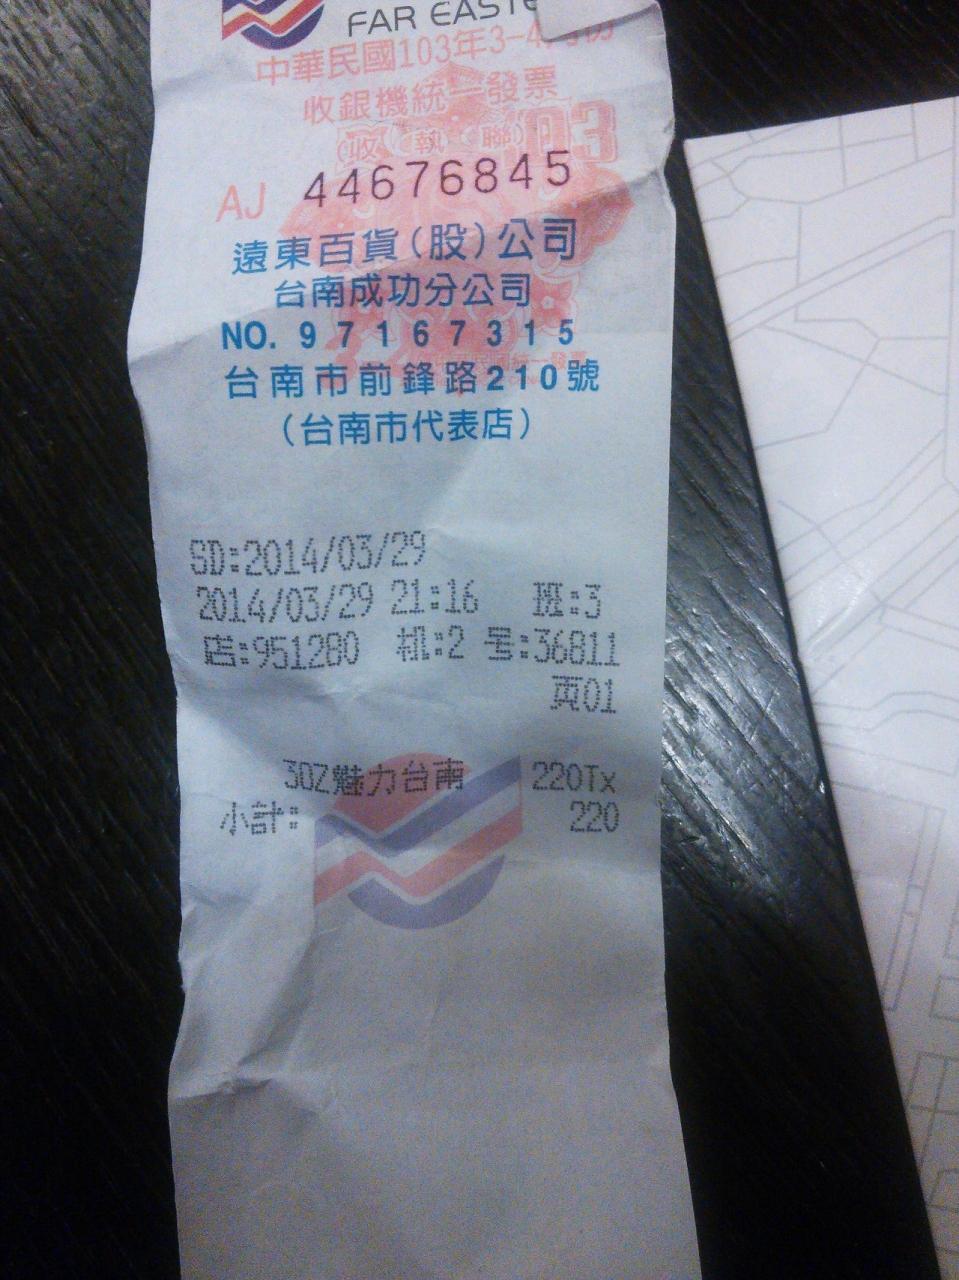 FAR EASTE
中華民國103年3-4月份
收銀機統一發票
收執聯 103
AJ 44676845
遠東百貨(股)公司
台南成功分公司
NO. 97167315
台南市前鋒路210號
(台南市代表店)
SD:2014/03/29
2014/03/29 21:16 班:3
店:951280 机:2 号:36811
页01
30Z魅力台南 220Tx
小計: 220